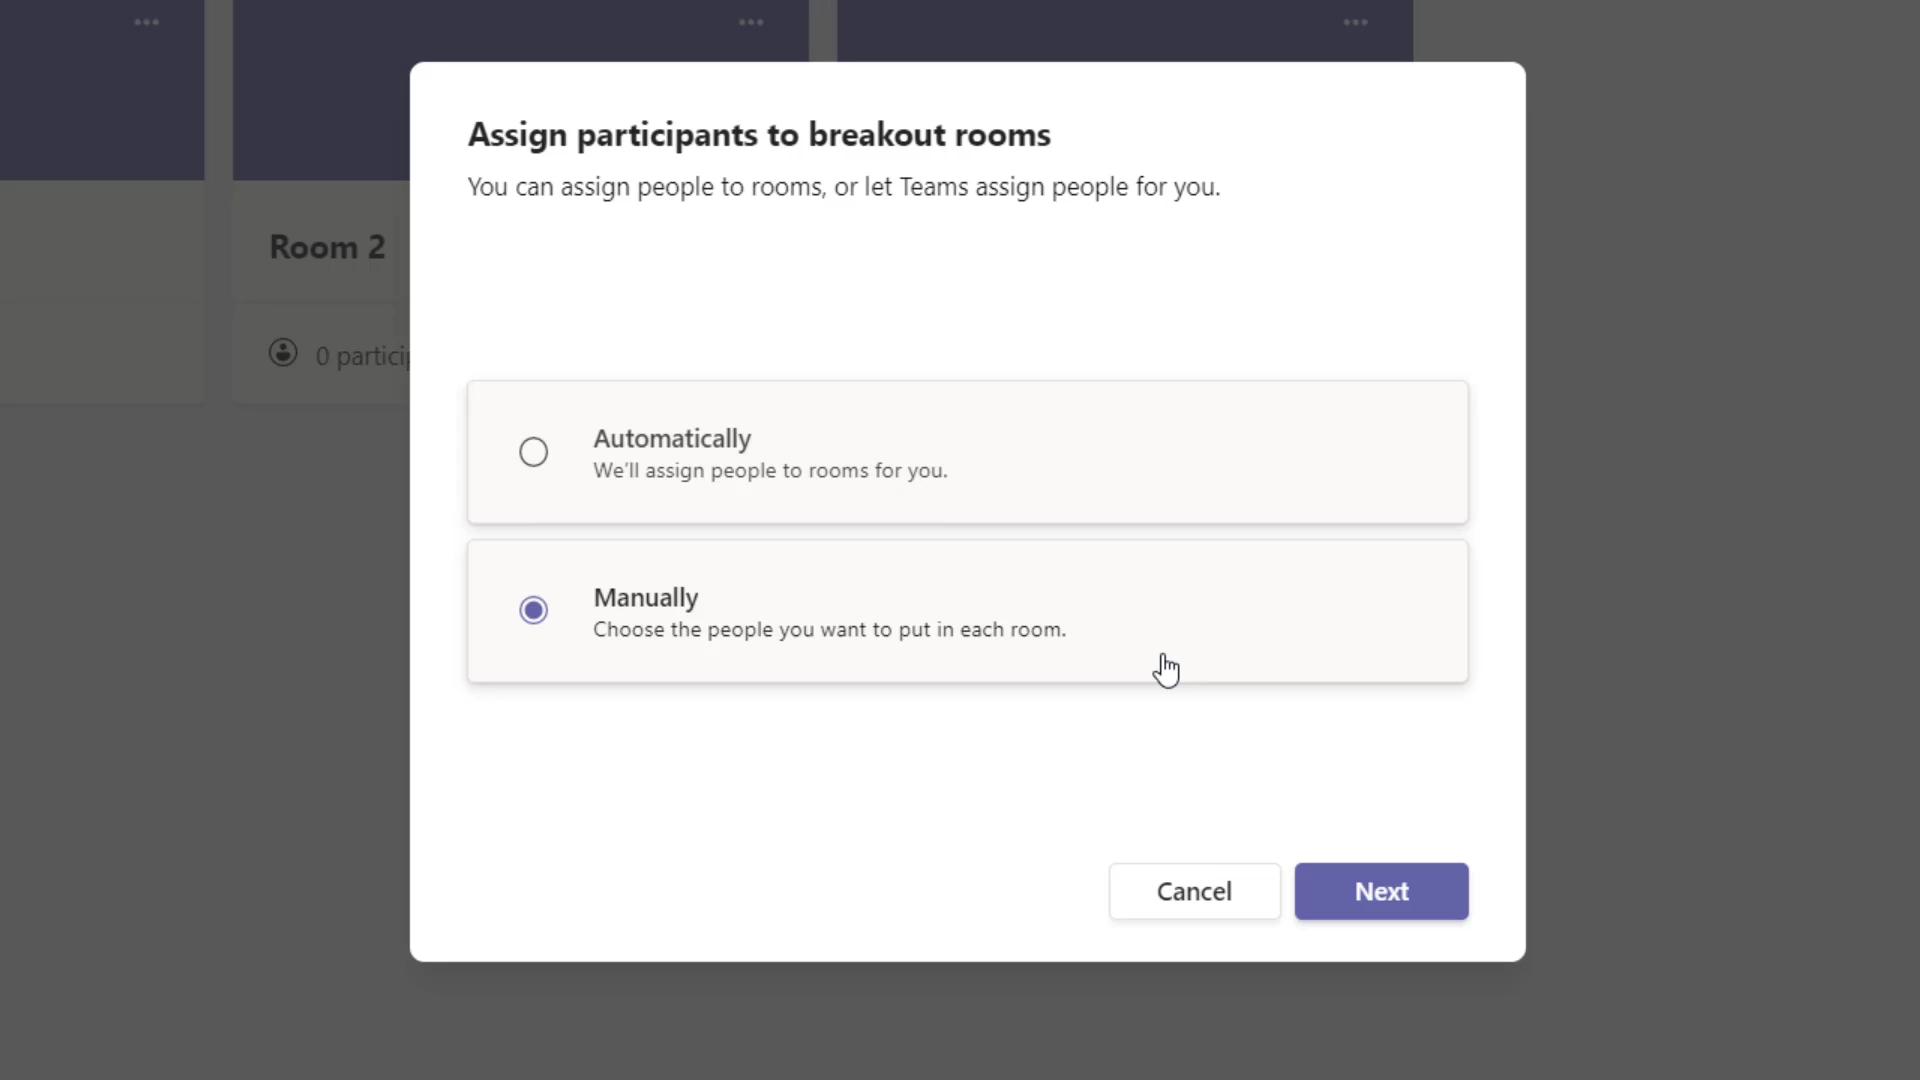 Assign participants to breakout rooms
You can assign people to rooms, or let Teams assign people for you.
Room 2
0
Automatically
We'll assign people to rooms for you.
Manually
Choose the people you want to put in each room.
Cancel
Next